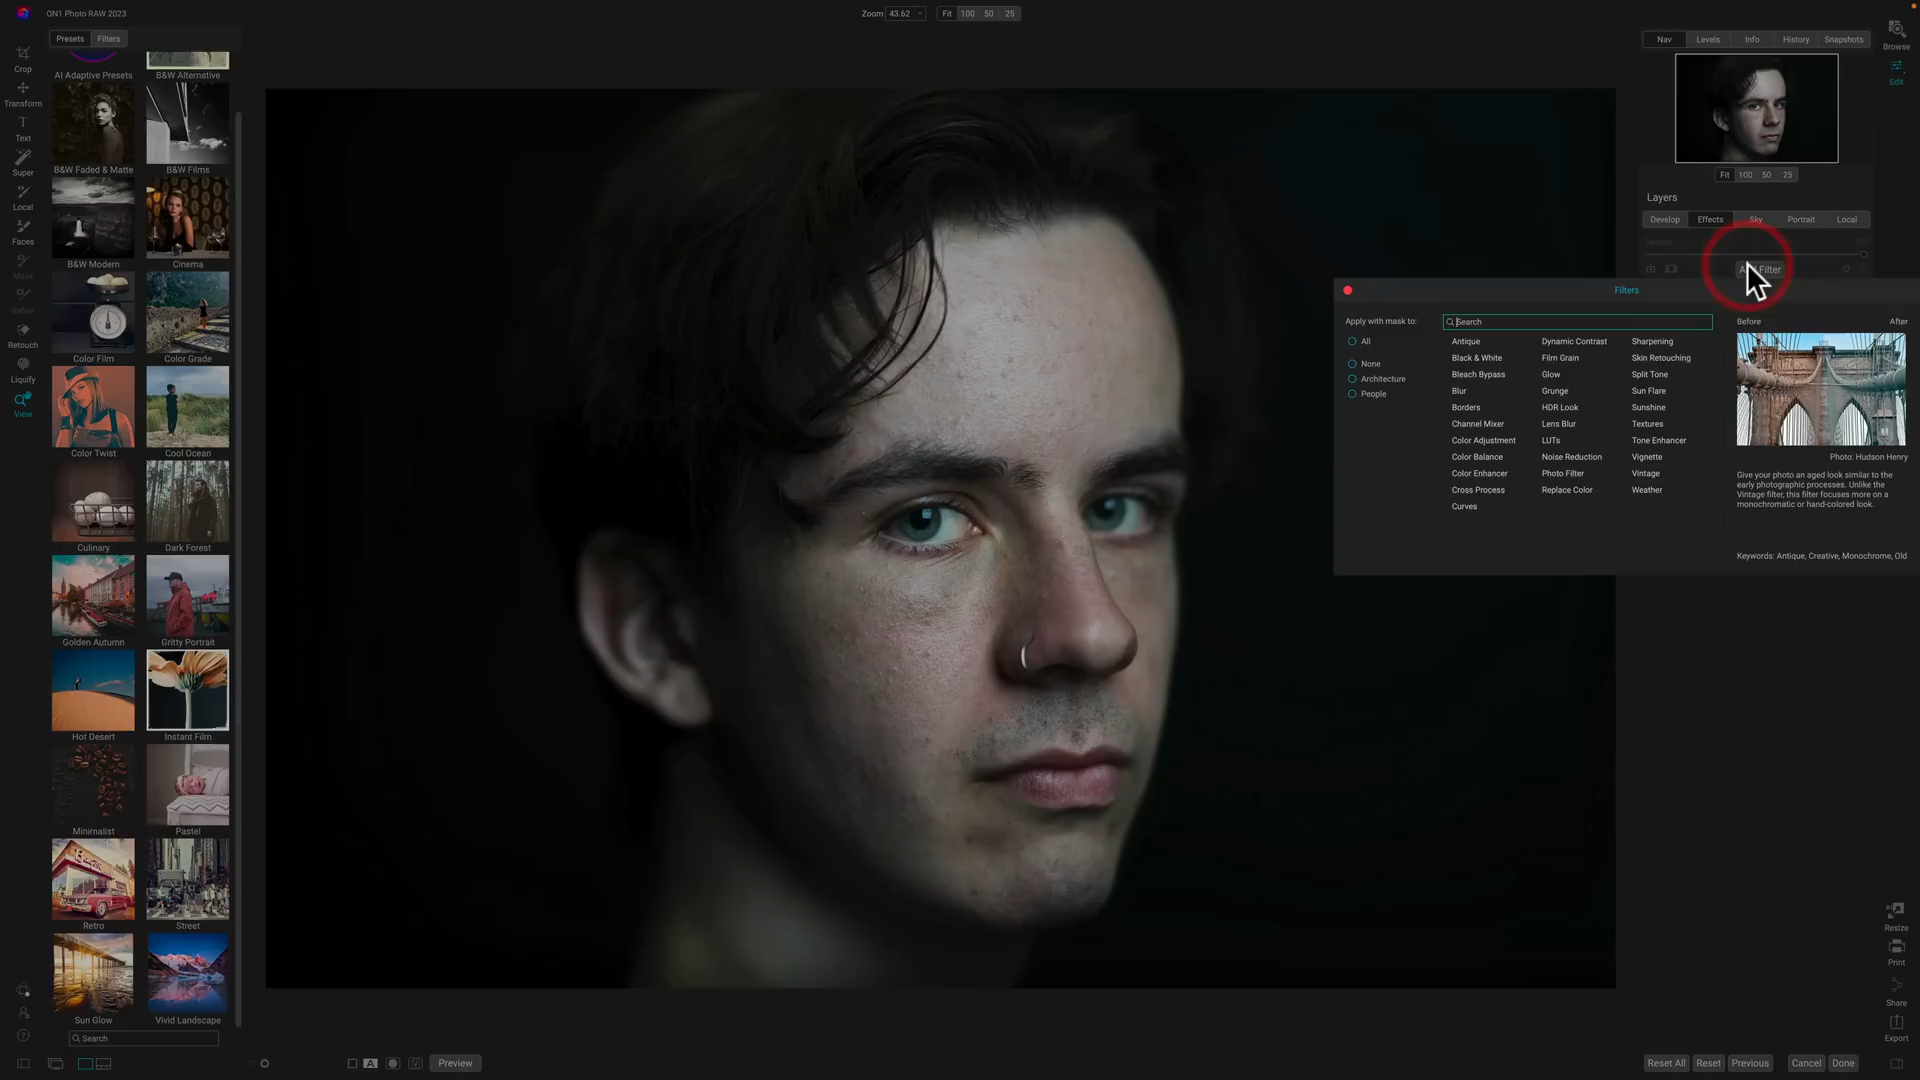 ON1 Photo RAW 2023
Zoom 43.62
Fit 100 50 25
Presets Filters
Crop
Transform
Text
Super
Local
Faces
Mask
Refine
Retouch
Liquify
View
AI Adaptive Presets B&W Alternative
B&W Faded & Matte B&W Films
B&W Modern Cinema
Color Film Color Grade
Color Twist Cool Ocean
Culinary Dark Forest
Golden Autumn Gritty Portrait
Hot Desert Instant Film
Minimalist Pastel
Retro Street
Sun Glow Vivid Landscape
Search
A Preview
Nav Levels Info History Snapshots
Browse
Edit
Fit 100 50 25
Layers
Develop Effects Sky Portrait Local
Opacity
Filter
Filters
Apply with mask to:
All
None
Architecture
People
Search
Antique Dynamic Contrast Sharpening
Black & White Film Grain Skin Retouching
Bleach Bypass Glow Split Tone
Blur Grunge Sun Flare
Borders HDR Look Sunshine
Channel Mixer Lens Blur Textures
Color Adjustment LUTs Tone Enhancer
Color Balance Noise Reduction Vignette
Color Enhancer Photo Filter Vintage
Cross Process Replace Color Weather
Curves
Before After
Photo: Hudson Henry
Give your photo an aged look similar to the
early photographic processes. Unlike the
Vintage filter, this filter focuses more on a
monochromatic or hand-colored look.
Keywords: Antique, Creative, Monochrome, Old
Resize
Print
Share
Export
Reset All Reset Previous Cancel Done